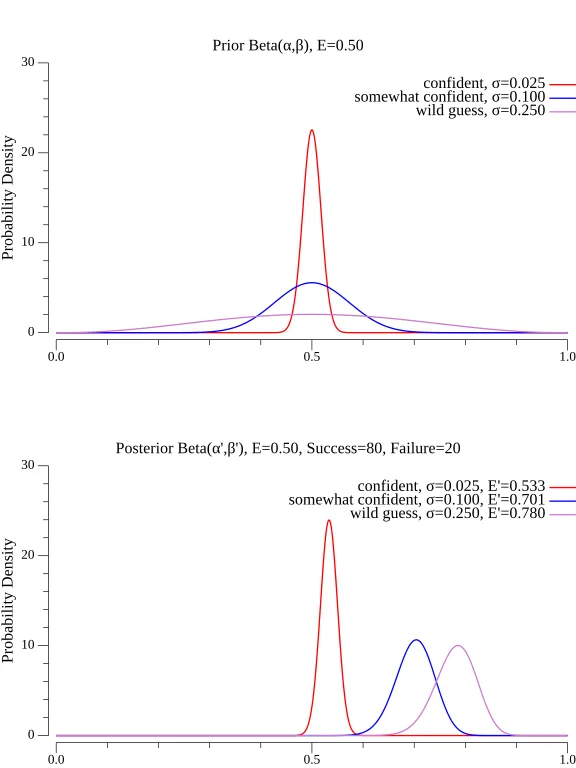 Prior Beta(α,β), E=0.50
30
confident, σ=0.025
somewhat confident, σ=0.100
wild guess, σ=0.250
20
Probability Density
10
0
0.0 0.5 1.0
Posterior Beta(α',β'), E=0.50, Success=80, Failure=20
30
confident, σ=0.025, E'=0.533
somewhat confident, σ=0.100, E'=0.701
wild guess, σ=0.250, E'=0.780
20
Probability Density
10
0
0.0 0.5 1.0